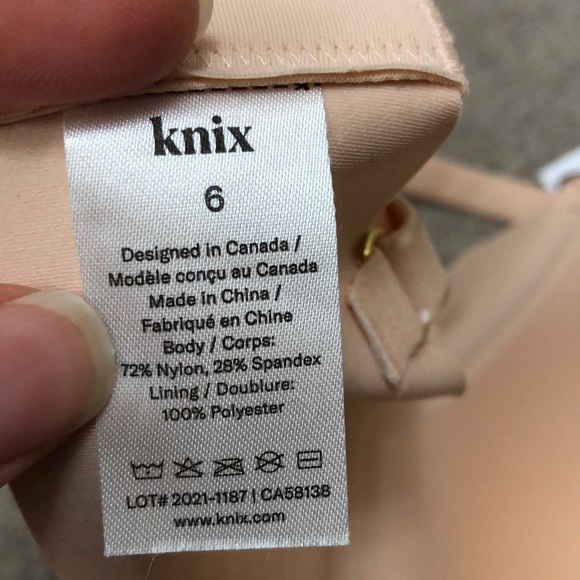 knix
6
Designed in Canada /
Modèle conçu au Canada
Made in China /
Fabriqué en Chine
Body / Corps:
72% Nylon, 28% Spandex
Lining / Doublure:
100% Polyester
LOT# 2021-1187 | CA58138
www.knix.com